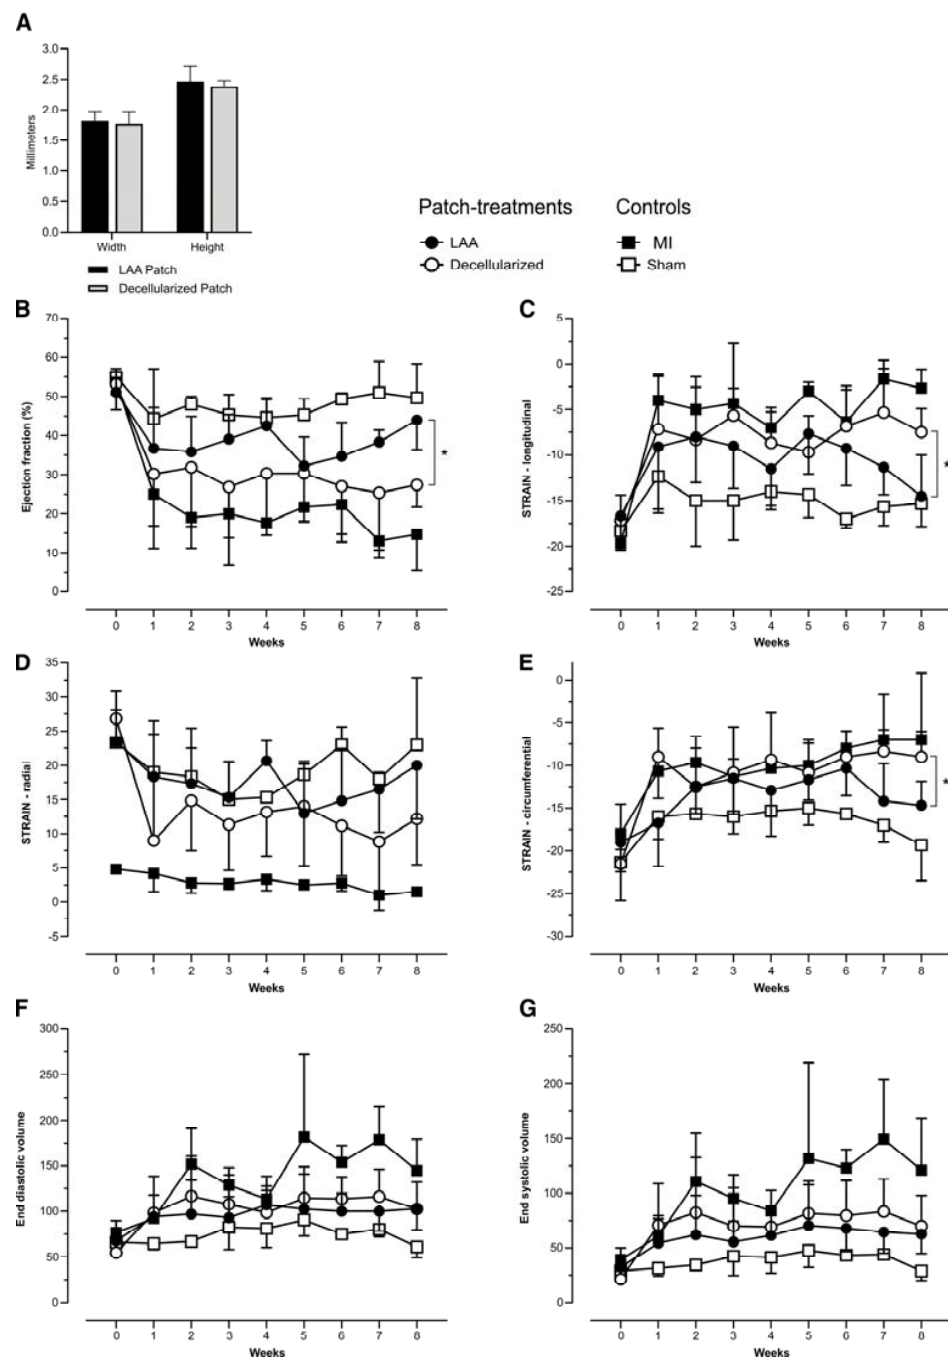 A
3.0
2.5
2.0
1.5
1.0
0.5
0.0
Millimeters
Width Height
LAA Patch
Decellularized Patch
Patch-treatments Controls
LAA MI
Decellularized Sham
B
70
60
50
40
30
20
10
0
Ejection fraction (%)
*
0 1 2 3 4 5 6 7 8
Weeks
C
5
0
-5
-10
-15
-20
-25
STRAIN - longitudinal
*
0 1 2 3 4 5 6 7 8
Weeks
D
35
30
25
20
15
10
5
0
-5
STRAIN - radial
0 1 2 3 4 5 6 7 8
Weeks
E
0
-5
-10
-15
-20
-25
-30
STRAIN - circumferential
*
0 1 2 3 4 5 6 7 8
Weeks
F
300
250
200
150
100
50
0
End diastolic volume
0 1 2 3 4 5 6 7 8
Weeks
G
250
200
150
100
50
0
End systolic volume
0 1 2 3 4 5 6 7 8
Weeks